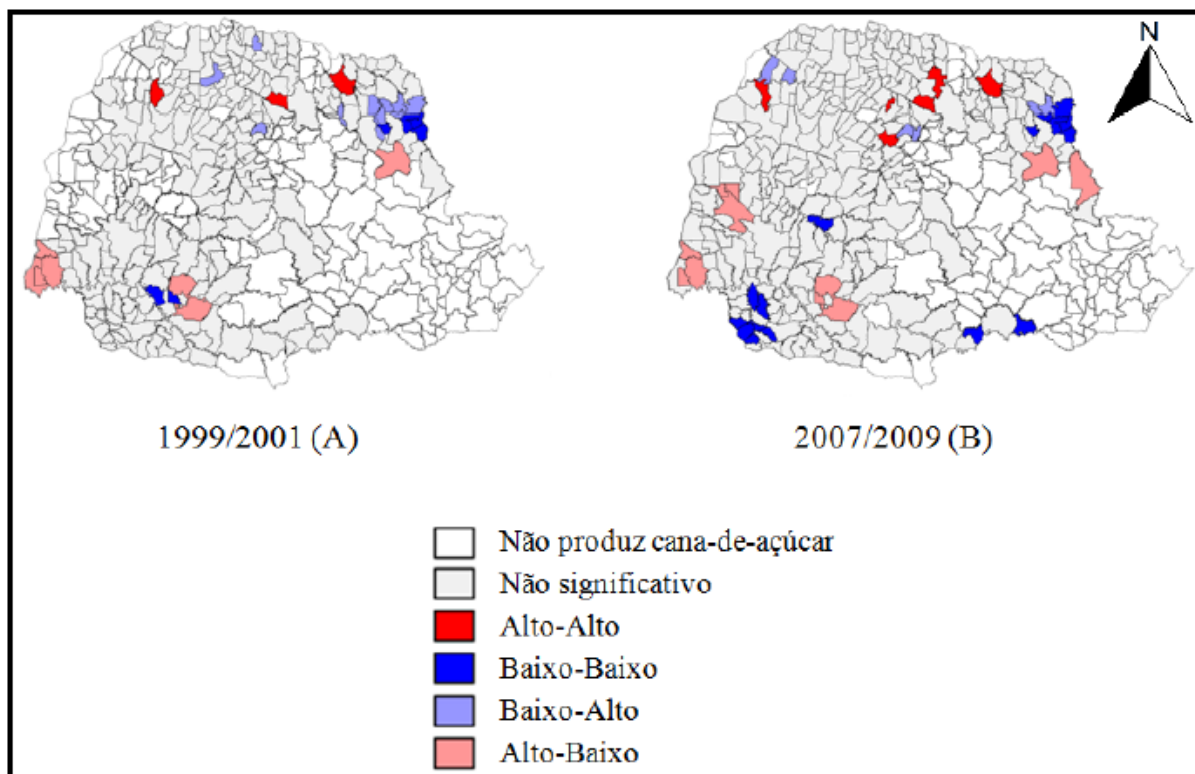 N
1999/2001 (A)
2007/2009 (B)
Não produz cana-de-açúcar
Não significativo
Alto-Alto
Baixo-Baixo
Baixo-Alto
Alto-Baixo